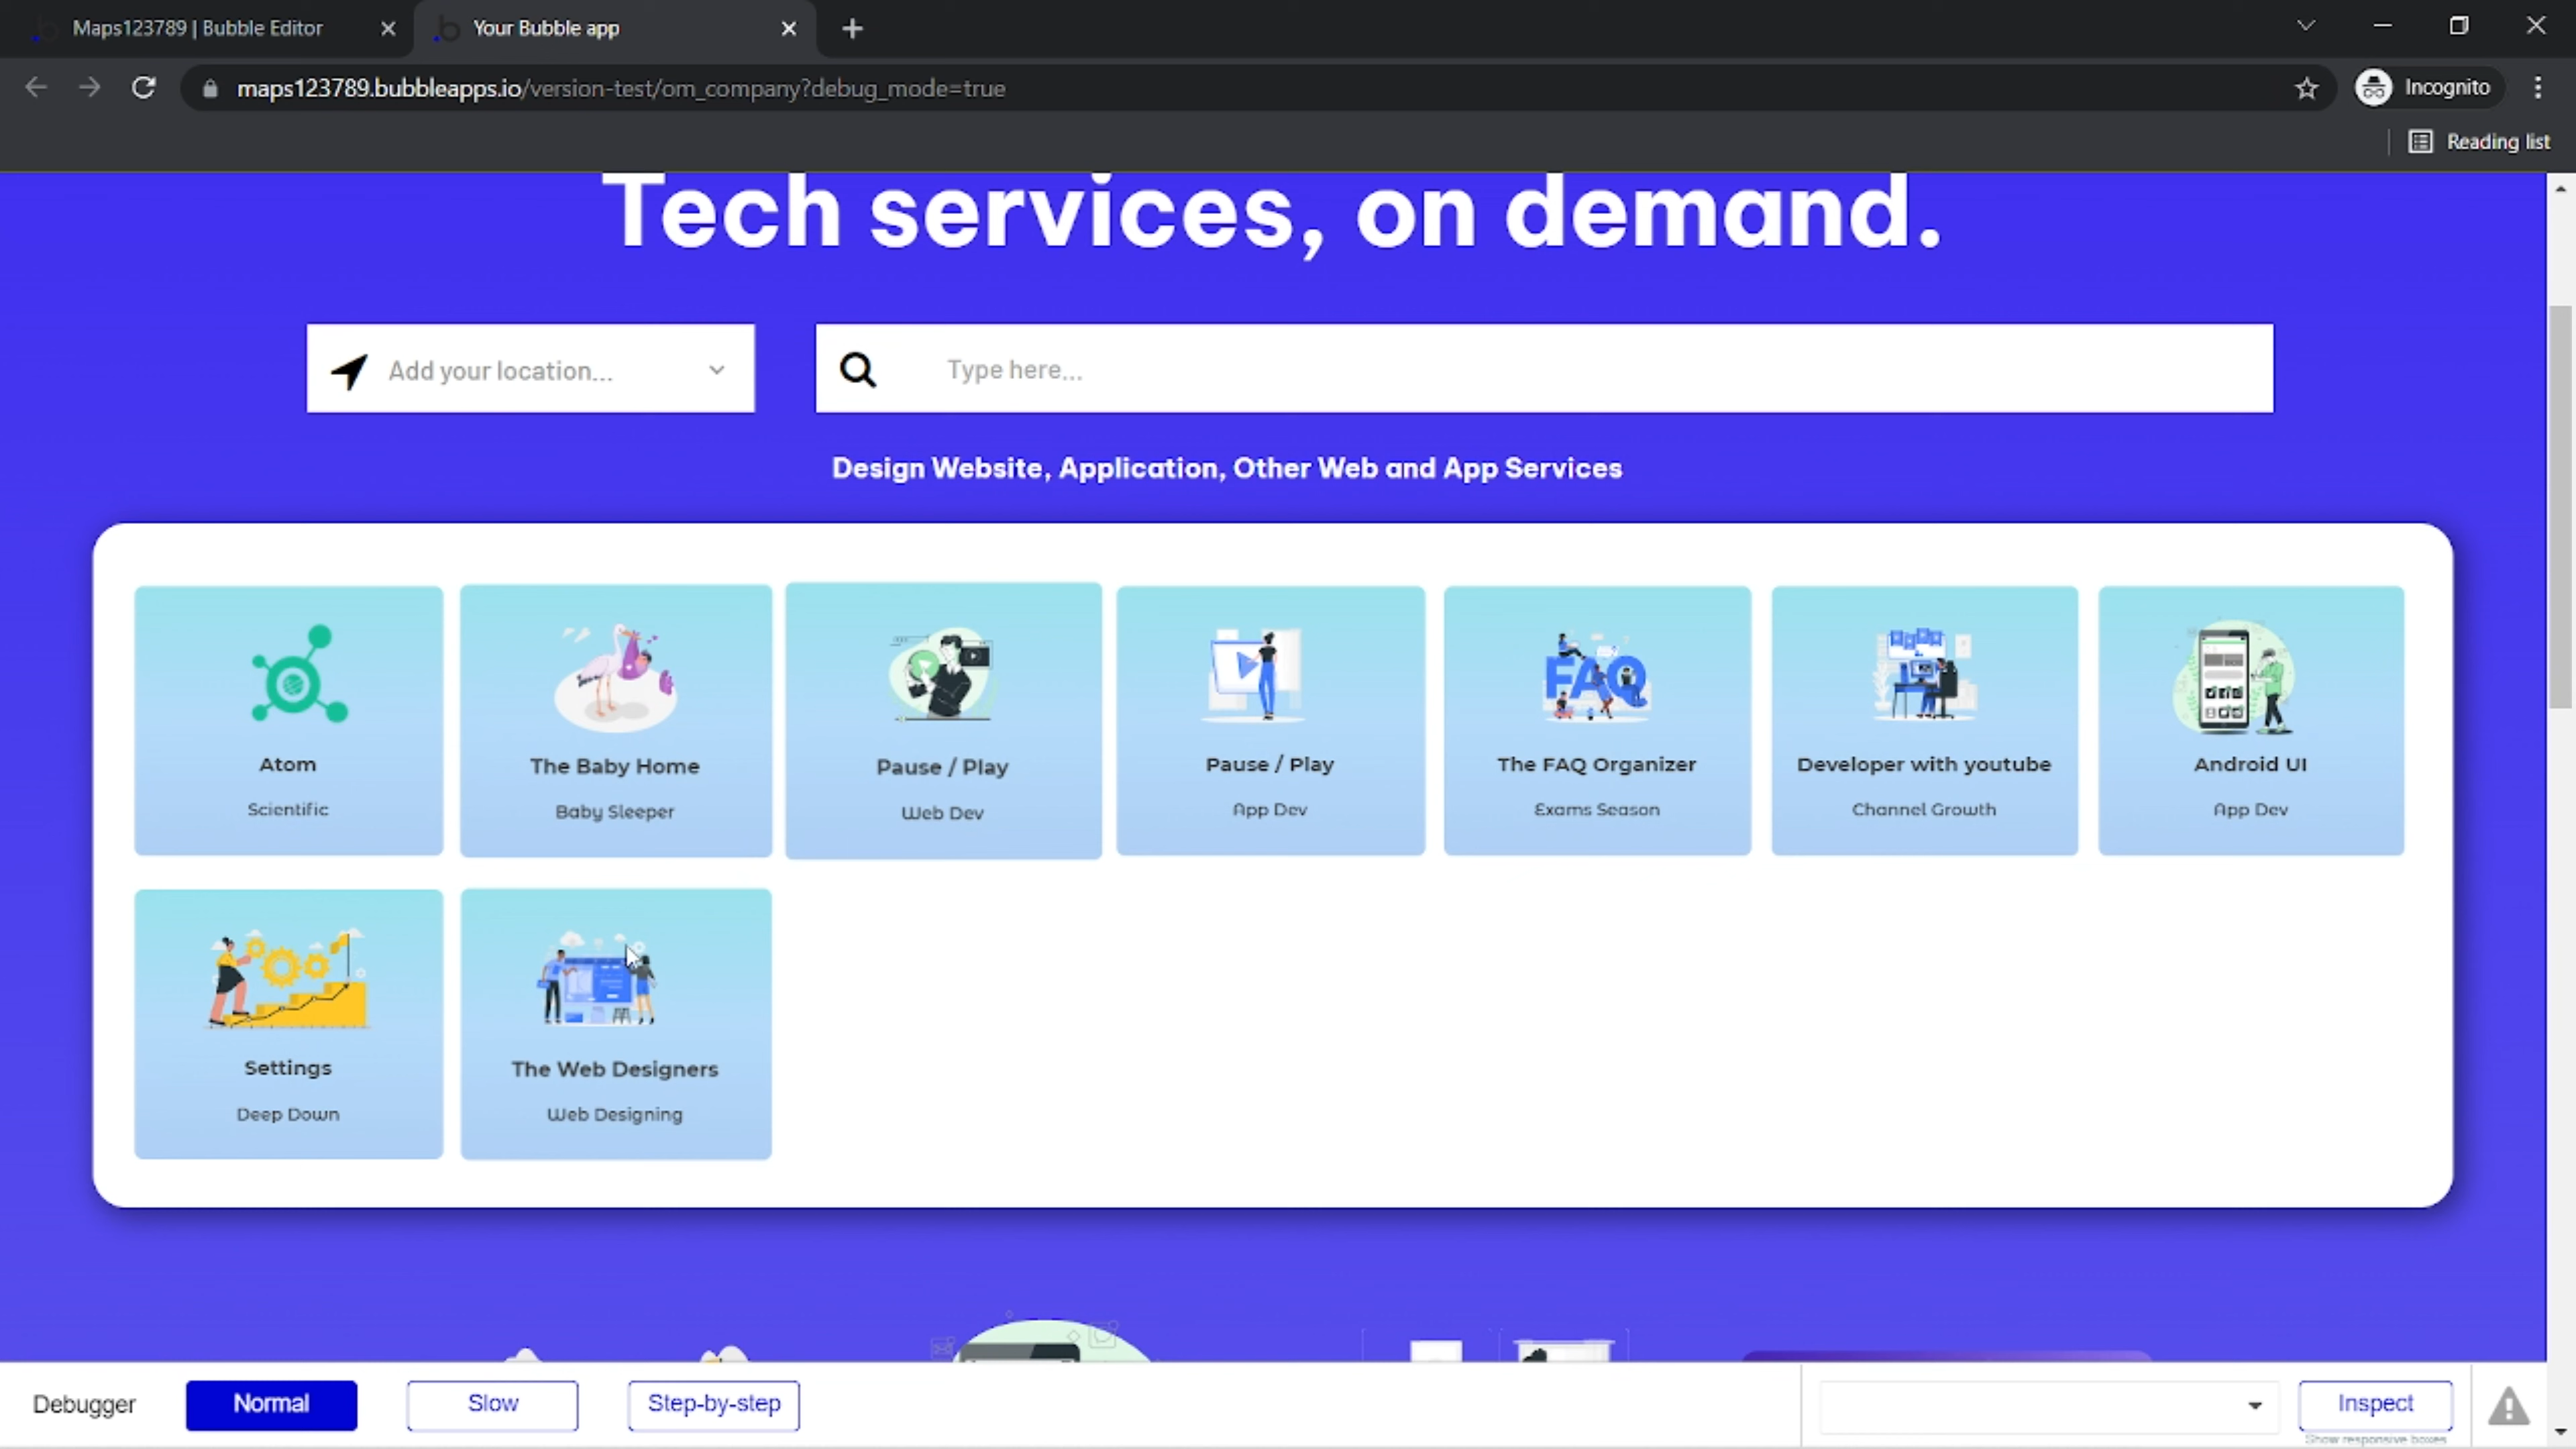 Maps123789 | Bubble Editor
Your Bubble app
maps123789.bubbleapps.io/version-test/om_company?debug_mode=true
Incognito
Reading list
Tech services, on demand.
Add your location...
Type here...
Design Website, Application, Other Web and App Services
Atom
Scientific
The Baby Home
Baby Sleeper
Pause / Play
Web Dev
Pause / Play
App Dev
FAQ
The FAQ Organizer
Exams Season
Developer with youtube
Channel Growth
Android UI
App Dev
Settings
Deep Down
The Web Designers
Web Designing
Debugger
Normal
Slow
Step-by-step
Inspect
Show responsive boxes